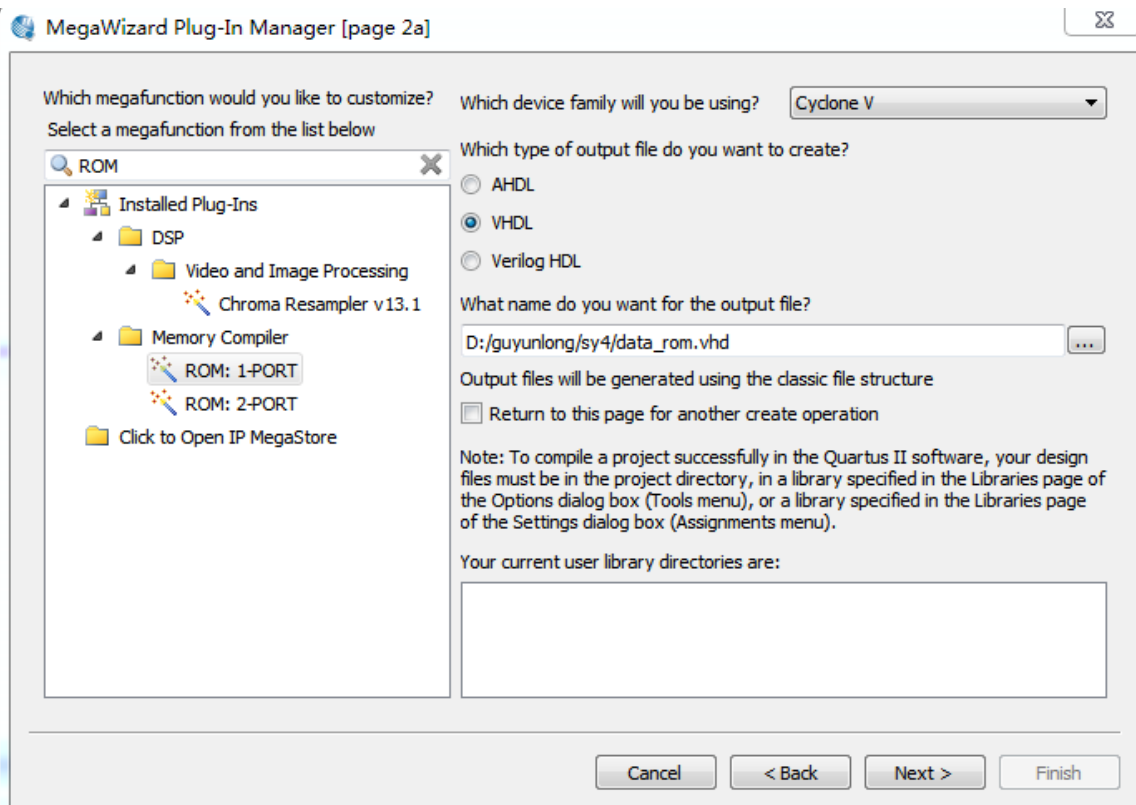 MegaWizard Plug-In Manager [page 2a]
Which megafunction would you like to customize?
Select a megafunction from the list below
ROM
Installed Plug-Ins
DSP
Video and Image Processing
Chroma Resampler v13.1
Memory Compiler
ROM: 1-PORT
ROM: 2-PORT
Click to Open IP MegaStore
Which device family will you be using?
Cyclone V
Which type of output file do you want to create?
AHDL
VHDL
Verilog HDL
What name do you want for the output file?
D:/guyunlong/sy4/data_rom.vhd
...
Output files will be generated using the classic file structure
Return to this page for another create operation
Note: To compile a project successfully in the Quartus II software, your design
files must be in the project directory, in a library specified in the Libraries page of
the Options dialog box (Tools menu), or a library specified in the Libraries page
of the Settings dialog box (Assignments menu).
Your current user library directories are:
Cancel
< Back
Next >
Finish